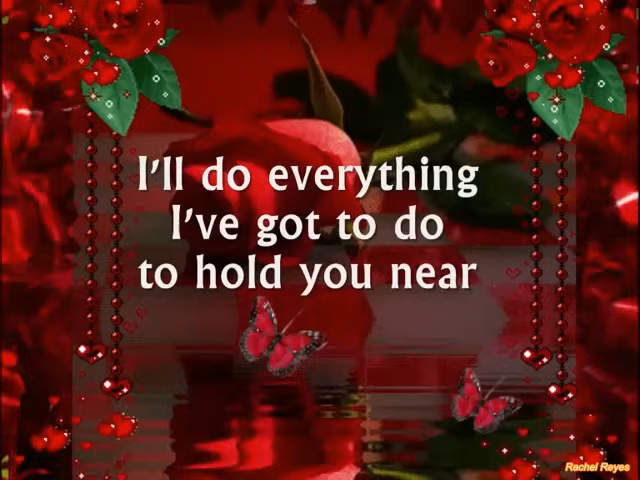 I'll do everything
I've got to do
to hold you near
Rachel Reyes